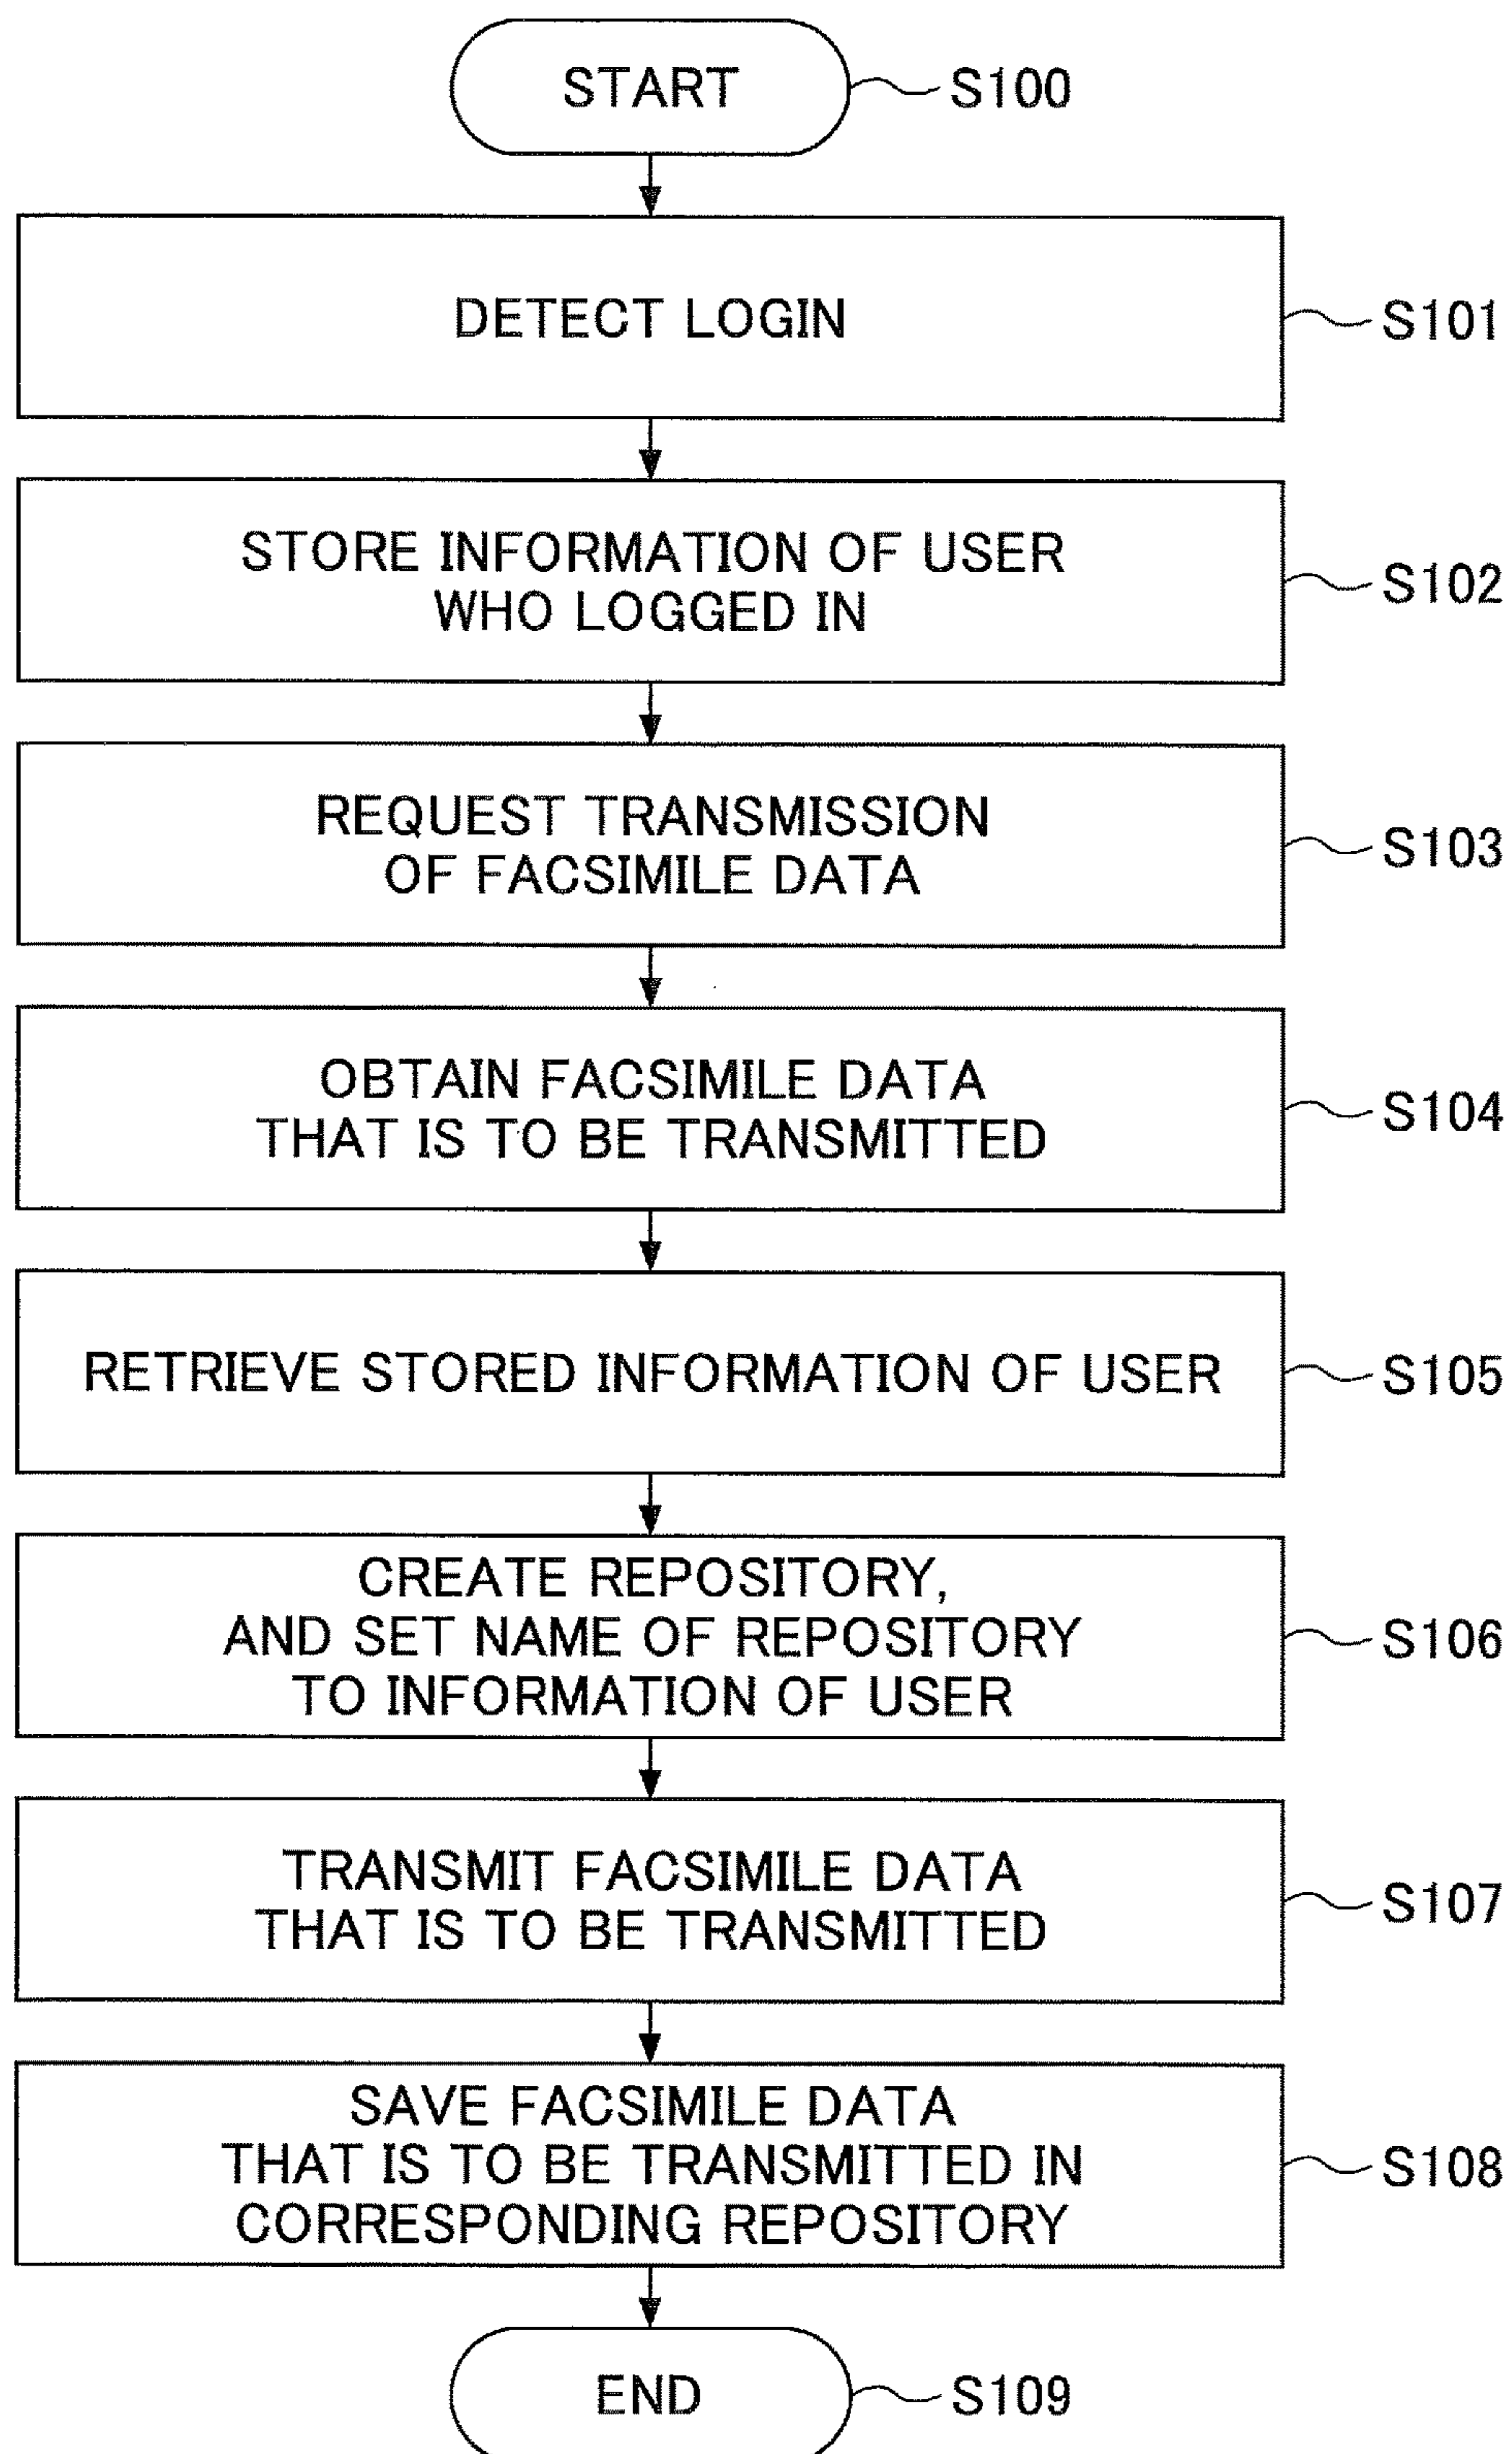 START
S100
DETECT LOGIN
S101
STORE INFORMATION OF USER
WHO LOGGED IN
S102
REQUEST TRANSMISSION
OF FACSIMILE DATA
S103
OBTAIN FACSIMILE DATA
THAT IS TO BE TRANSMITTED
S104
RETRIEVE STORED INFORMATION OF USER
S105
CREATE REPOSITORY,
AND SET NAME OF REPOSITORY
TO INFORMATION OF USER
S106
TRANSMIT FACSIMILE DATA
THAT IS TO BE TRANSMITTED
S107
SAVE FACSIMILE DATA
THAT IS TO BE TRANSMITTED IN
CORRESPONDING REPOSITORY
S108
END
S109